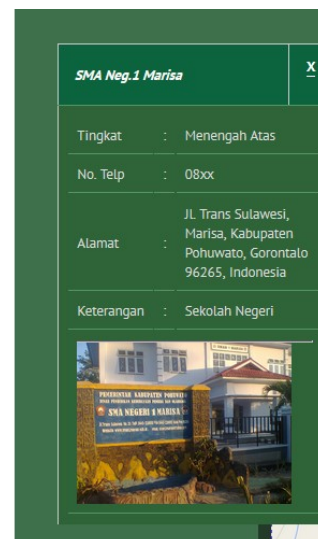 SMA Neg.1 Marisa
X
Tingkat : Menengah Atas
No. Telp : 08xx
Alamat : JL Trans Sulawesi,
Marisa, Kabupaten
Pohuwato, Gorontalo
96265, Indonesia
Keterangan : Sekolah Negeri
PEMERINTAH KABUPATEN POHUWATO
SMA NEGERI 1 MARISA